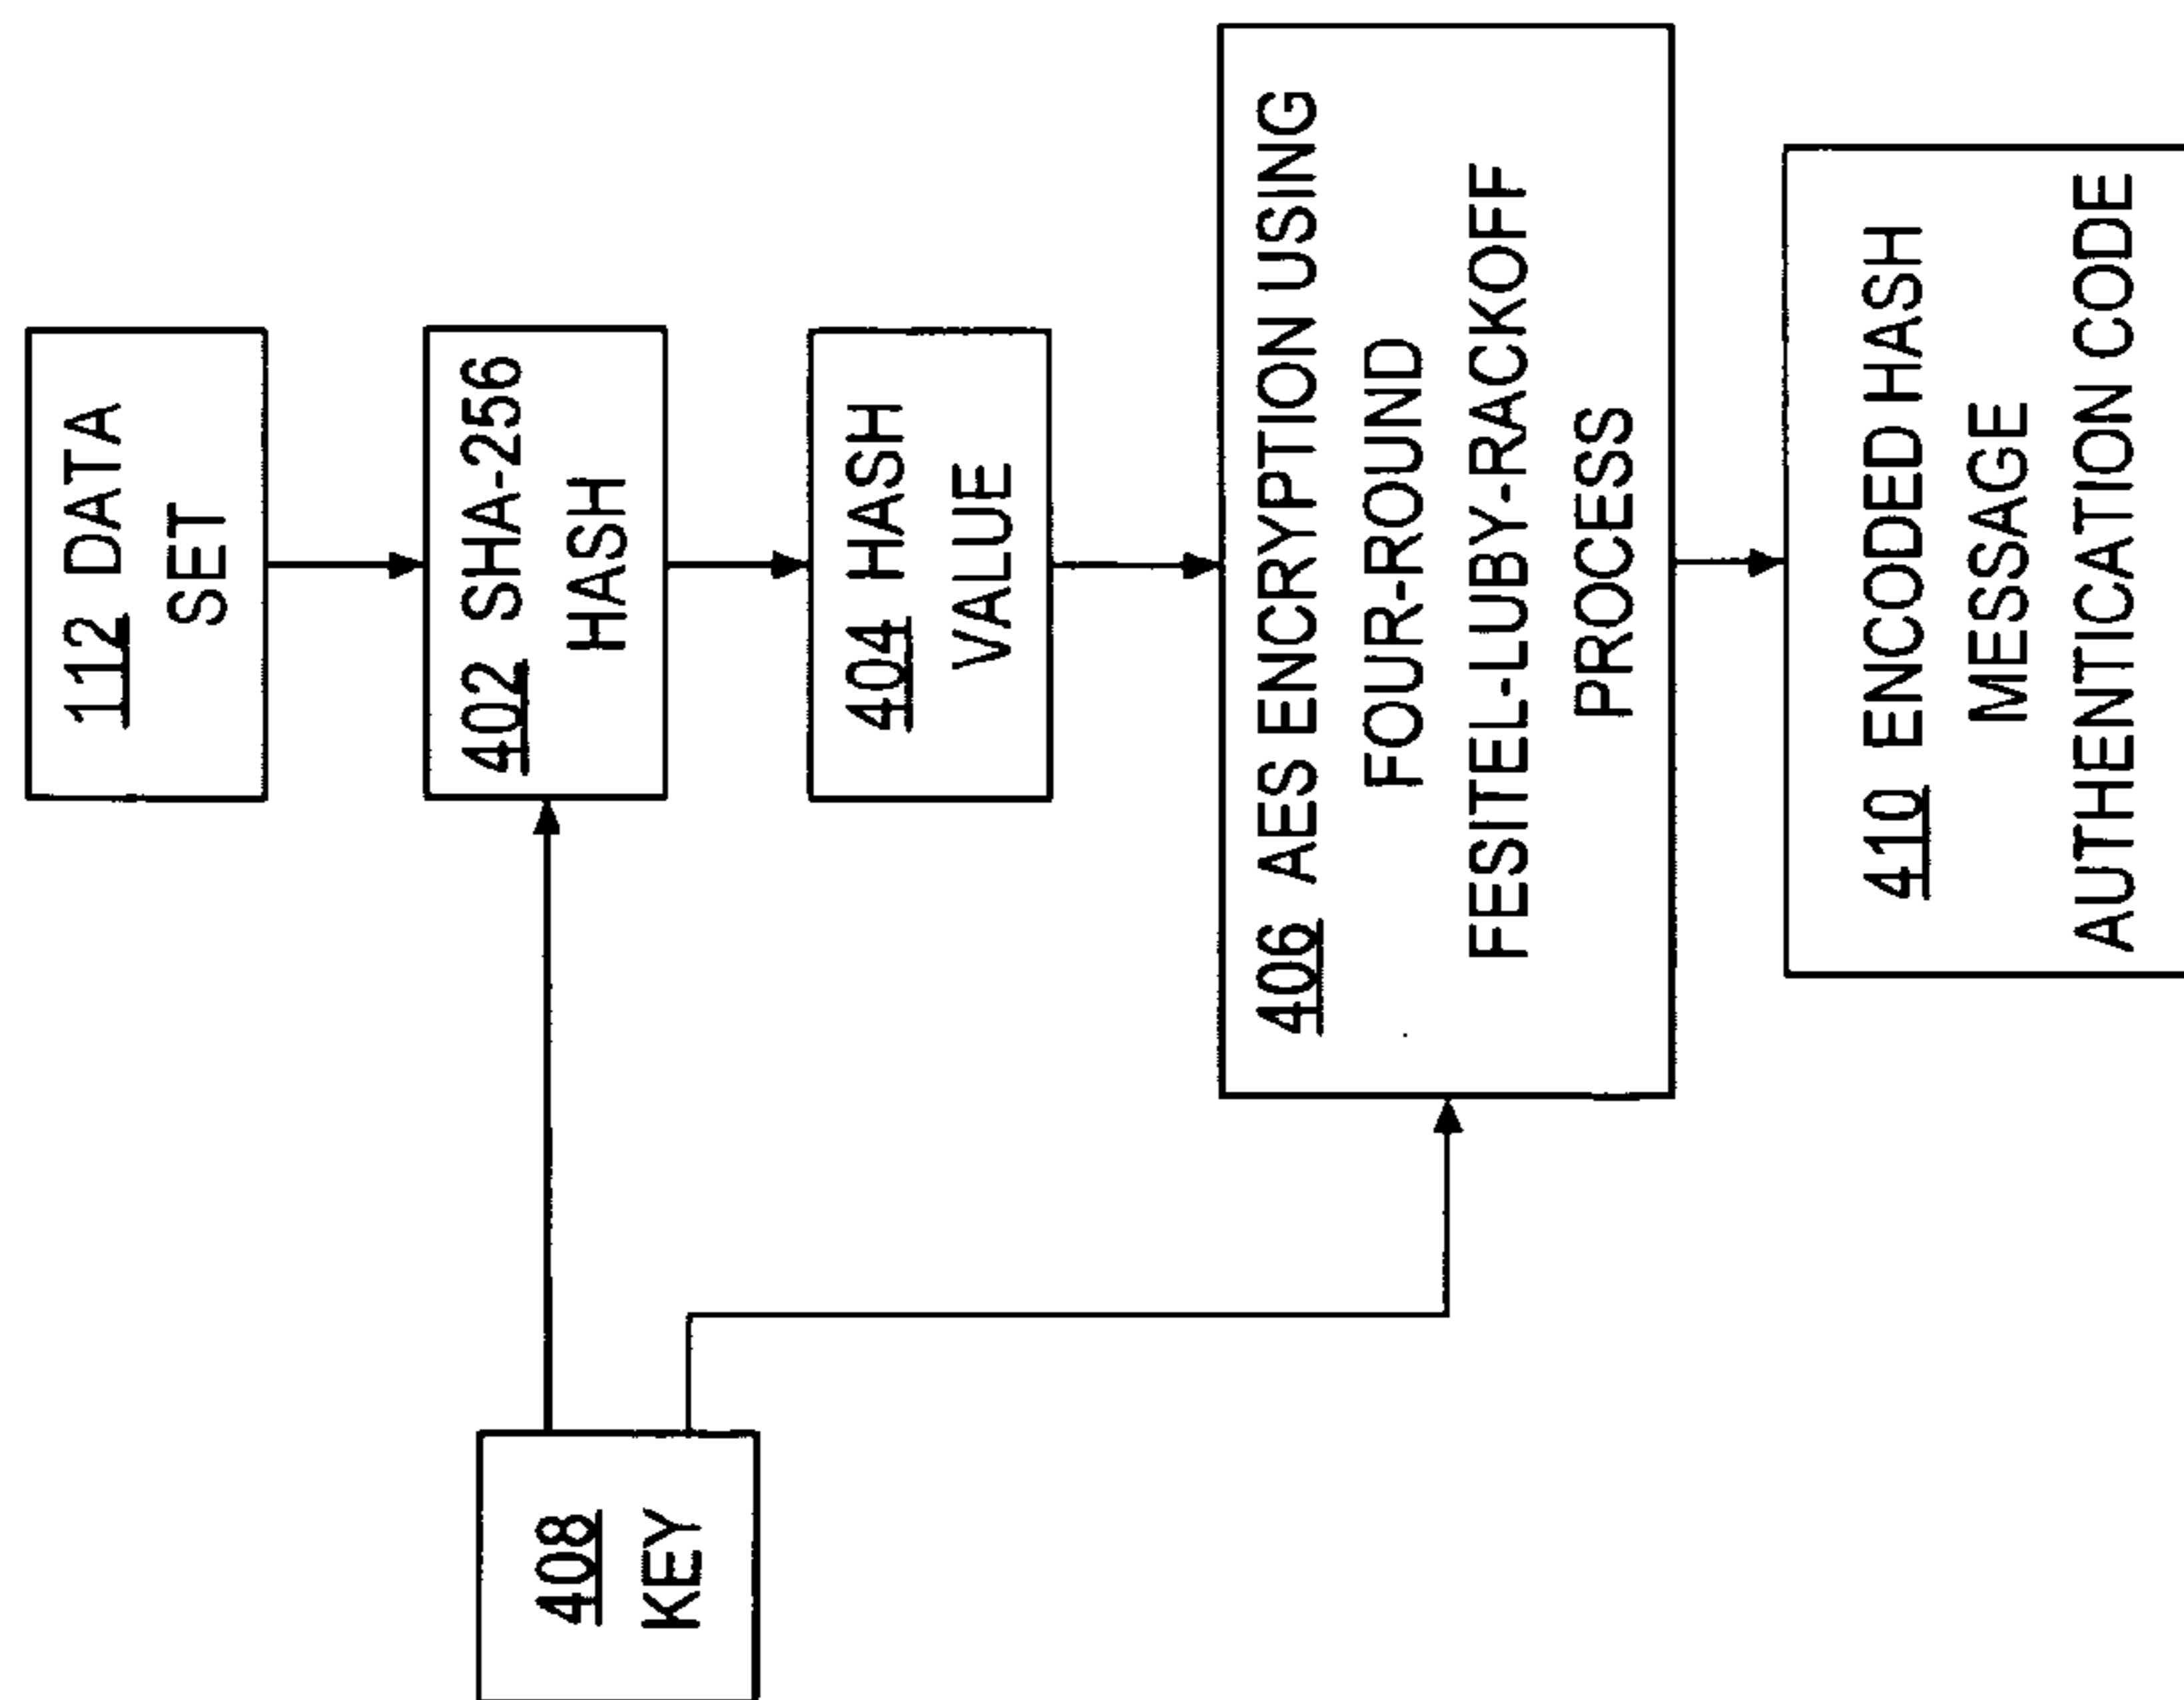 112 DATA
SET
402 SHA-256
HASH
404 HASH
VALUE
406 AES ENCRYPTION USING
FOUR-ROUND
FESITEL-LUBY-RACKOFF
PROCESS
408
KEY
410 ENCODED HASH
MESSAGE
AUTHENTICATION CODE